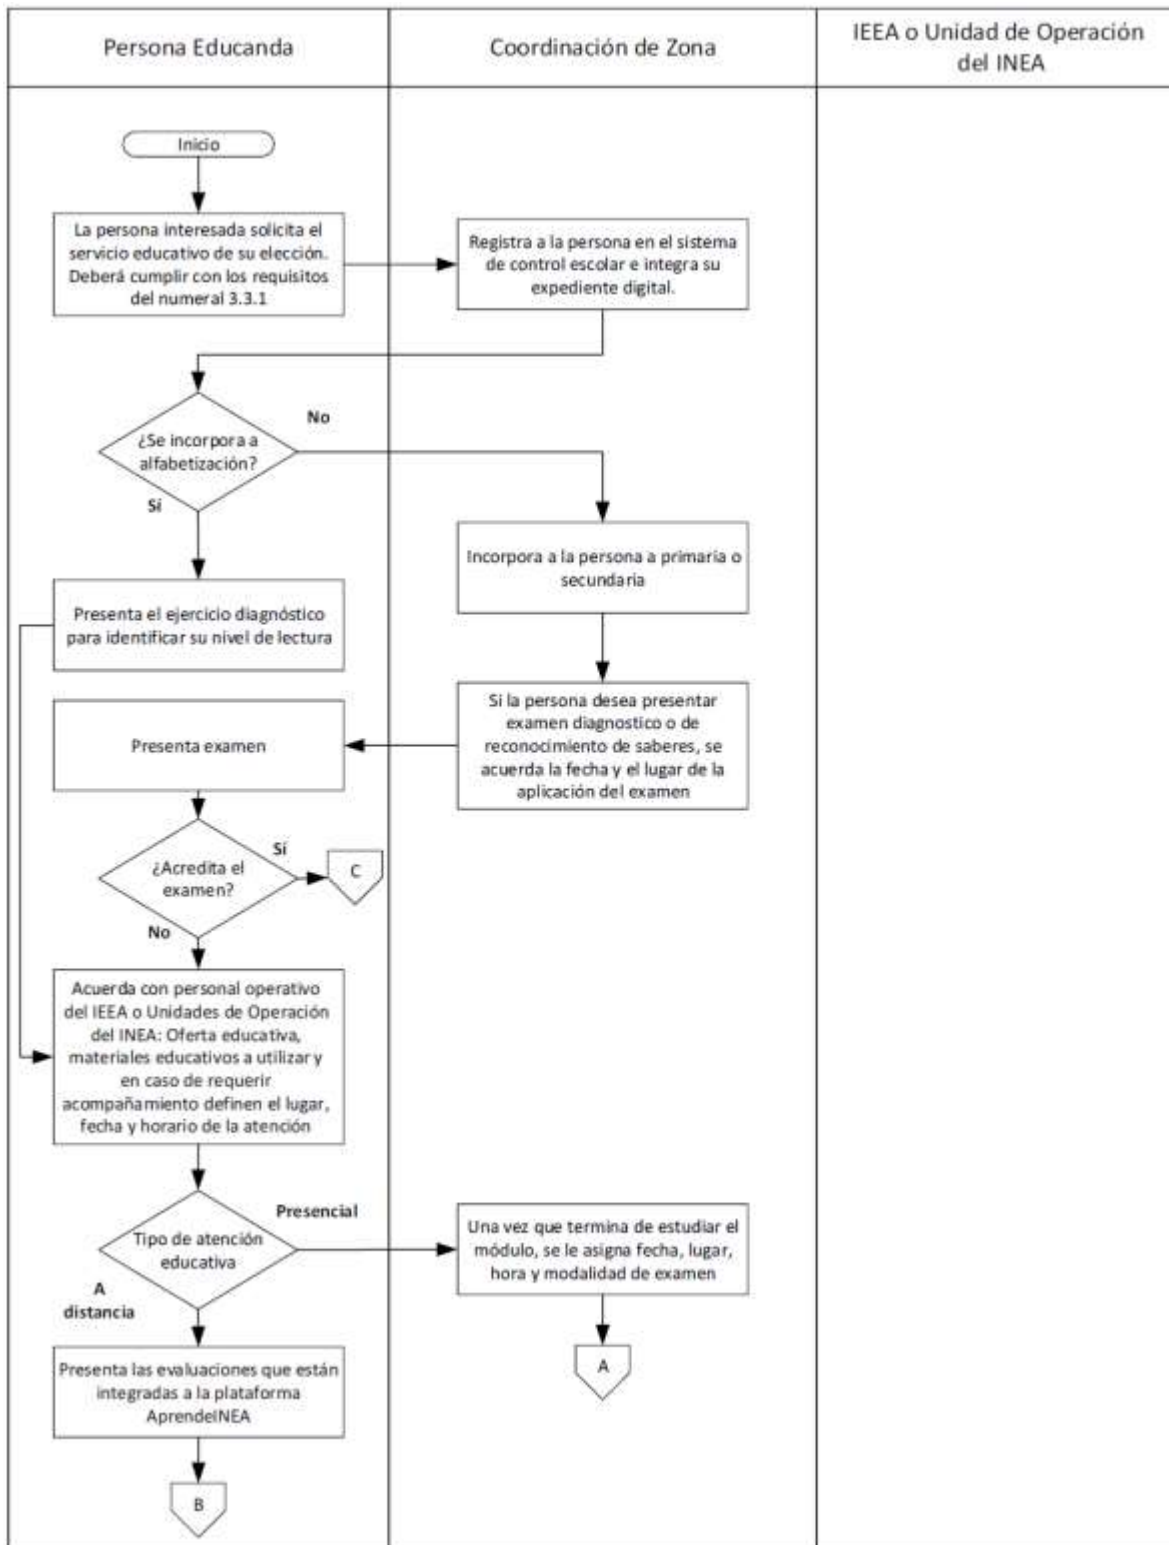 Persona Educanda
Coordinación de Zona
IEEA o Unidad de Operación
del INEA
Inicio
La persona interesada solicita el
servicio educativo de su elección.
Deberá cumplir con los requisitos
del numeral 3.3.1
Registra a la persona en el sistema
de control escolar e integra su
expediente digital.
¿Se incorpora a
alfabetización?
No
Sí
Incorpora a la persona a primaria o
secundaria
Presenta el ejercicio diagnóstico
para identificar su nivel de lectura
Si la persona desea presentar
examen diagnostico o de
reconocimiento de saberes, se
acuerda la fecha y el lugar de la
aplicación del examen
Presenta examen
¿Acredita el
examen?
Sí
C
No
Acuerda con personal operativo
del IEEA o Unidades de Operación
del INEA: Oferta educativa,
materiales educativos a utilizar y
en caso de requerir
acompañamiento definen el lugar,
fecha y horario de la atención
Tipo de atención
educativa
Presencial
Una vez que termina de estudiar el
módulo, se le asigna fecha, lugar,
hora y modalidad de examen
A
distancia
A
Presenta las evaluaciones que están
integradas a la plataforma
AprendeINEA
B